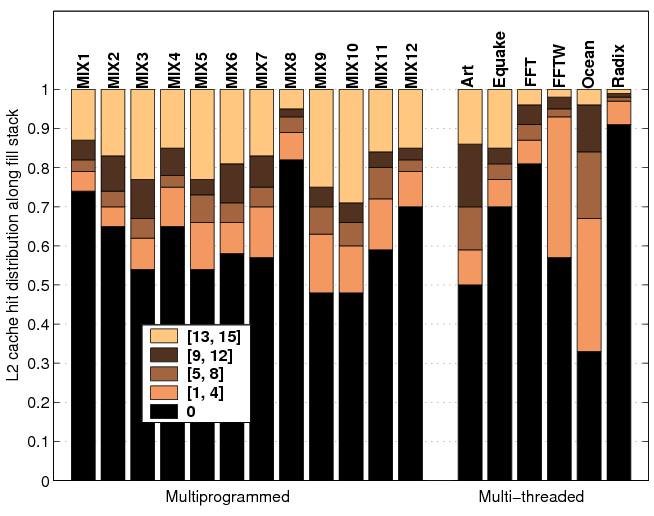 MIX1
MIX2
MIX3
MIX4
MIX5
MIX6
MIX7
MIX8
MIX9
MIX10
MIX11
MIX12
Art
Equake
FFT
FFTW
Ocean
Radix
L2 cache hit distribution along fill stack
1
0.9
0.8
0.7
0.6
0.5
0.4
0.3
0.2
0.1
0
[13, 15]
[9, 12]
[5, 8]
[1, 4]
0
Multiprogrammed
Multi−threaded